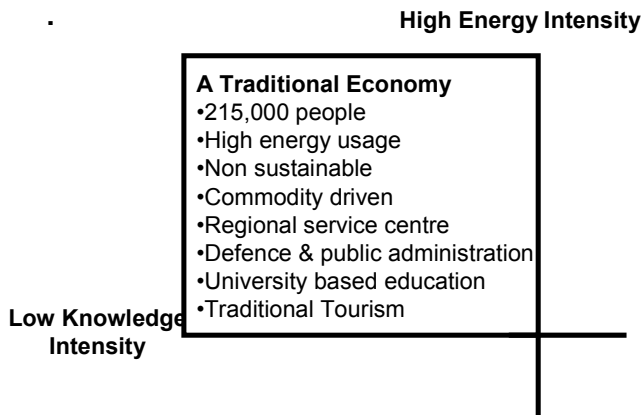 High Energy Intensity
A Traditional Economy
•215,000 people
•High energy usage
•Non sustainable
•Commodity driven
•Regional service centre
•Defence & public administration
•University based education
•Traditional Tourism
Low Knowledge
Intensity